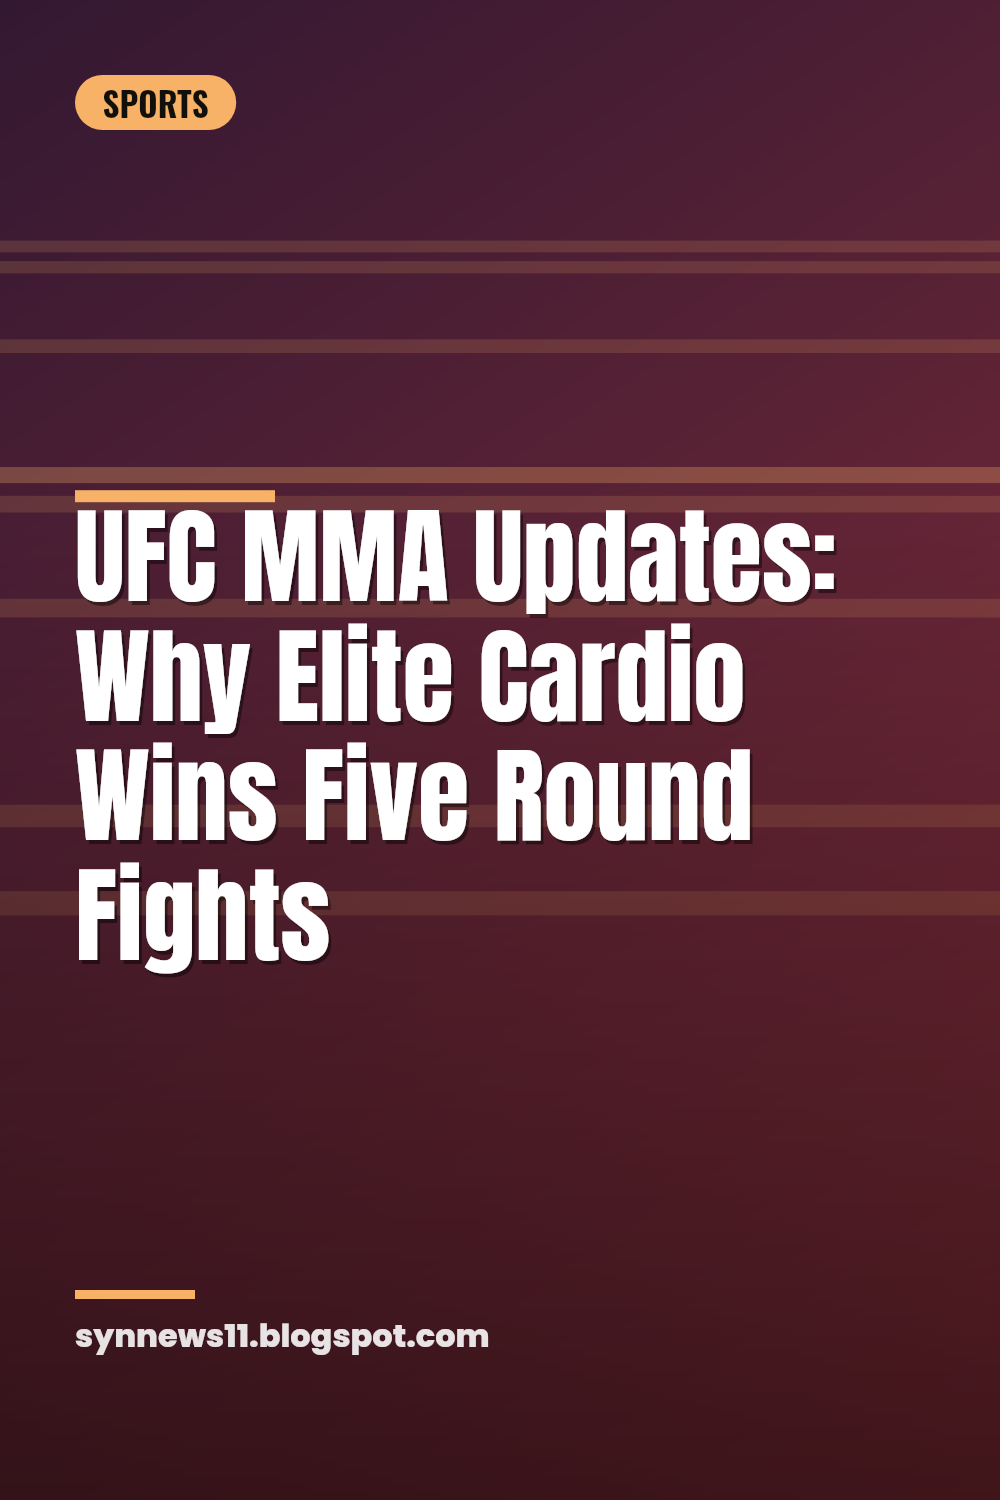 SPORTS
UFC MMA Updates:
Why Elite Cardio
Wins Five Round
Fights
synnews11.blogspot.com